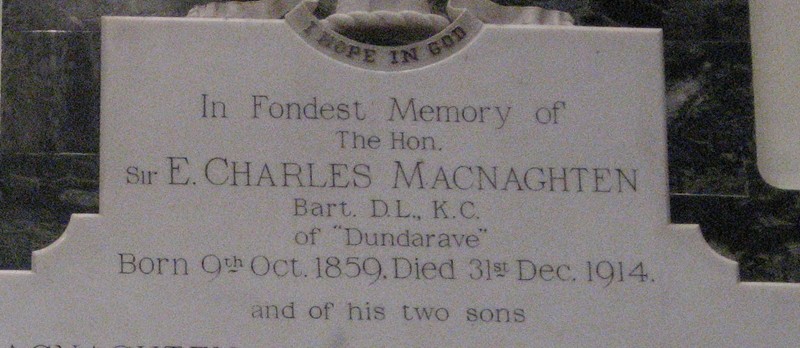 I HOPE IN GOD
In Fondest Memory of
The Hon.
Sir E. CHARLES MACNAGHTEN
Bart. D.L., K.C.
of "Dundarave"
Born 9th Oct. 1859. Died 31st Dec. 1914.
and of his two sons